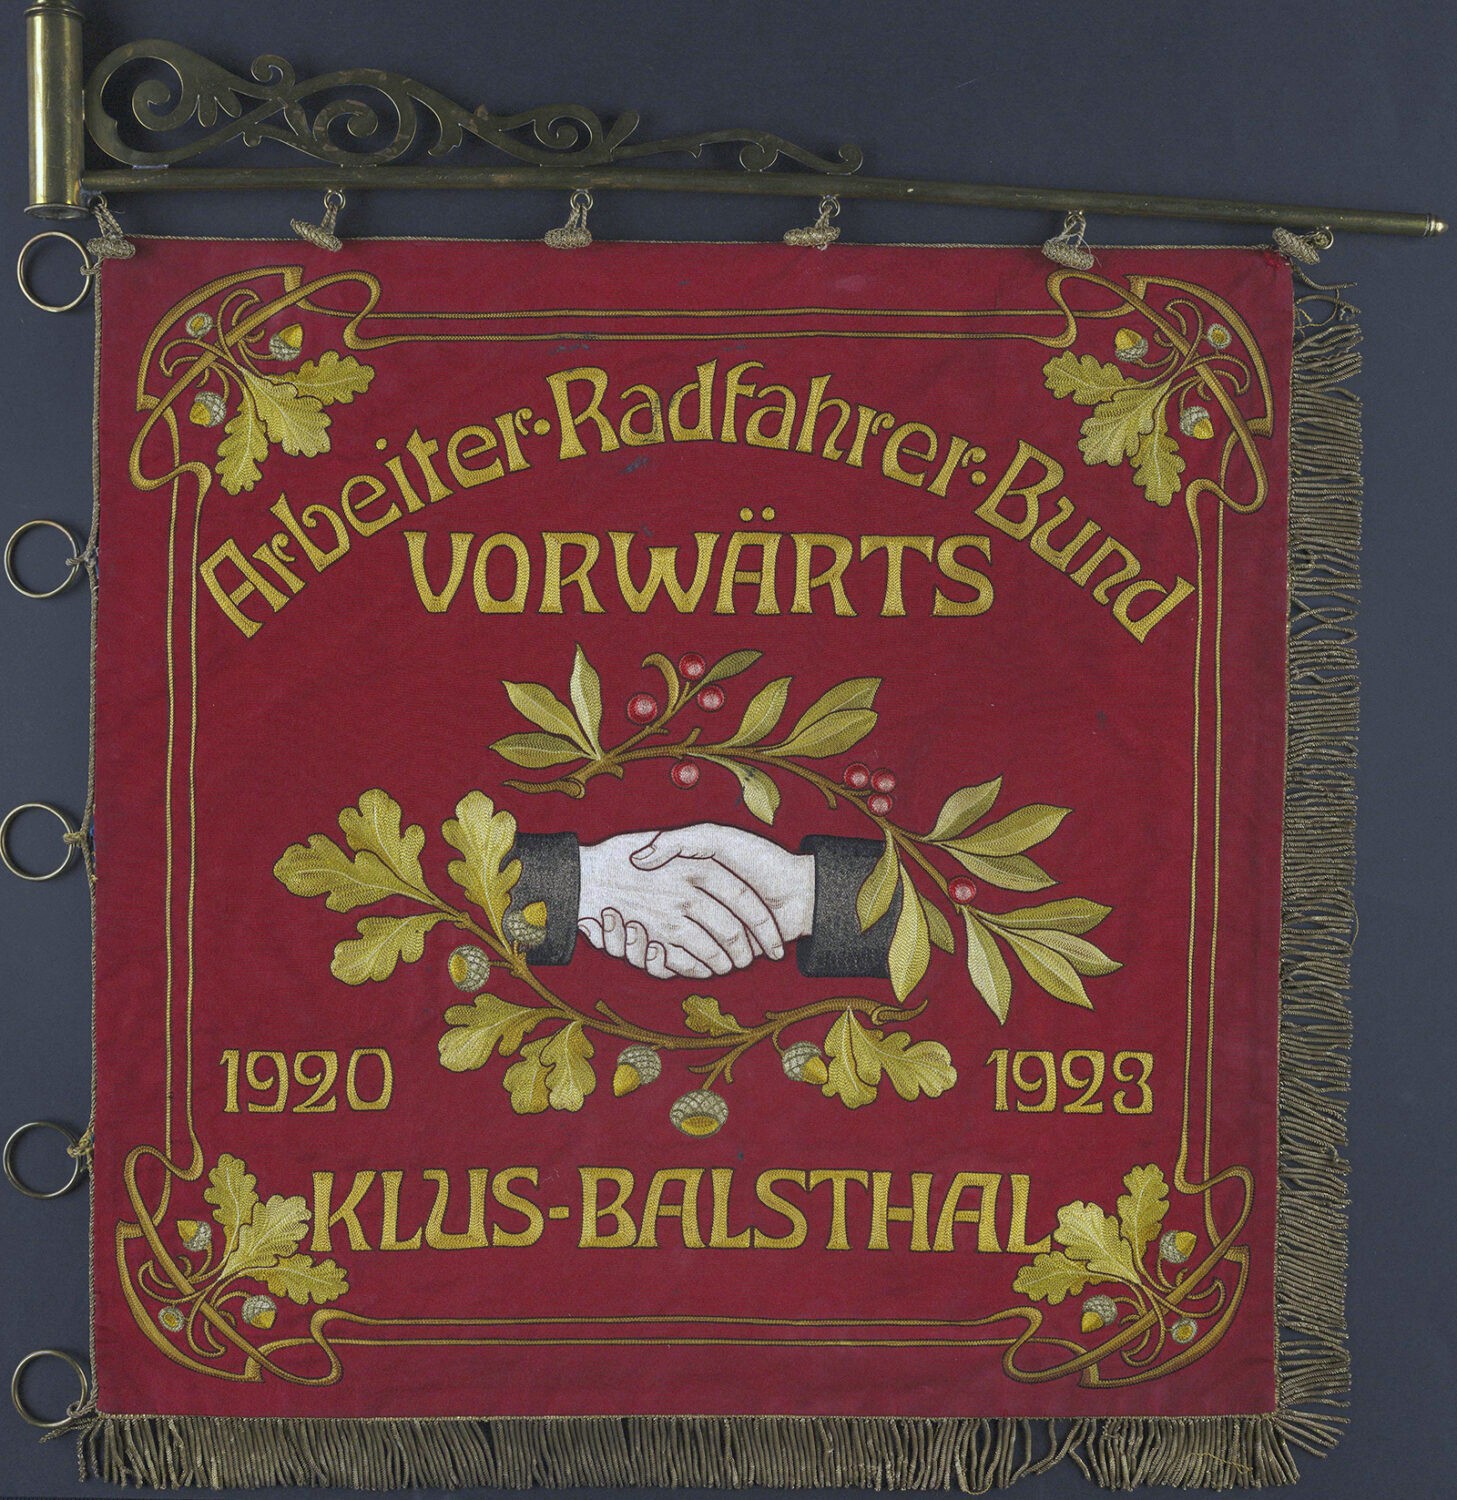 Arbeiter·Radfahrer·Bund
VORWÄRTS
1920 1923
KLUS-BALSTHAL